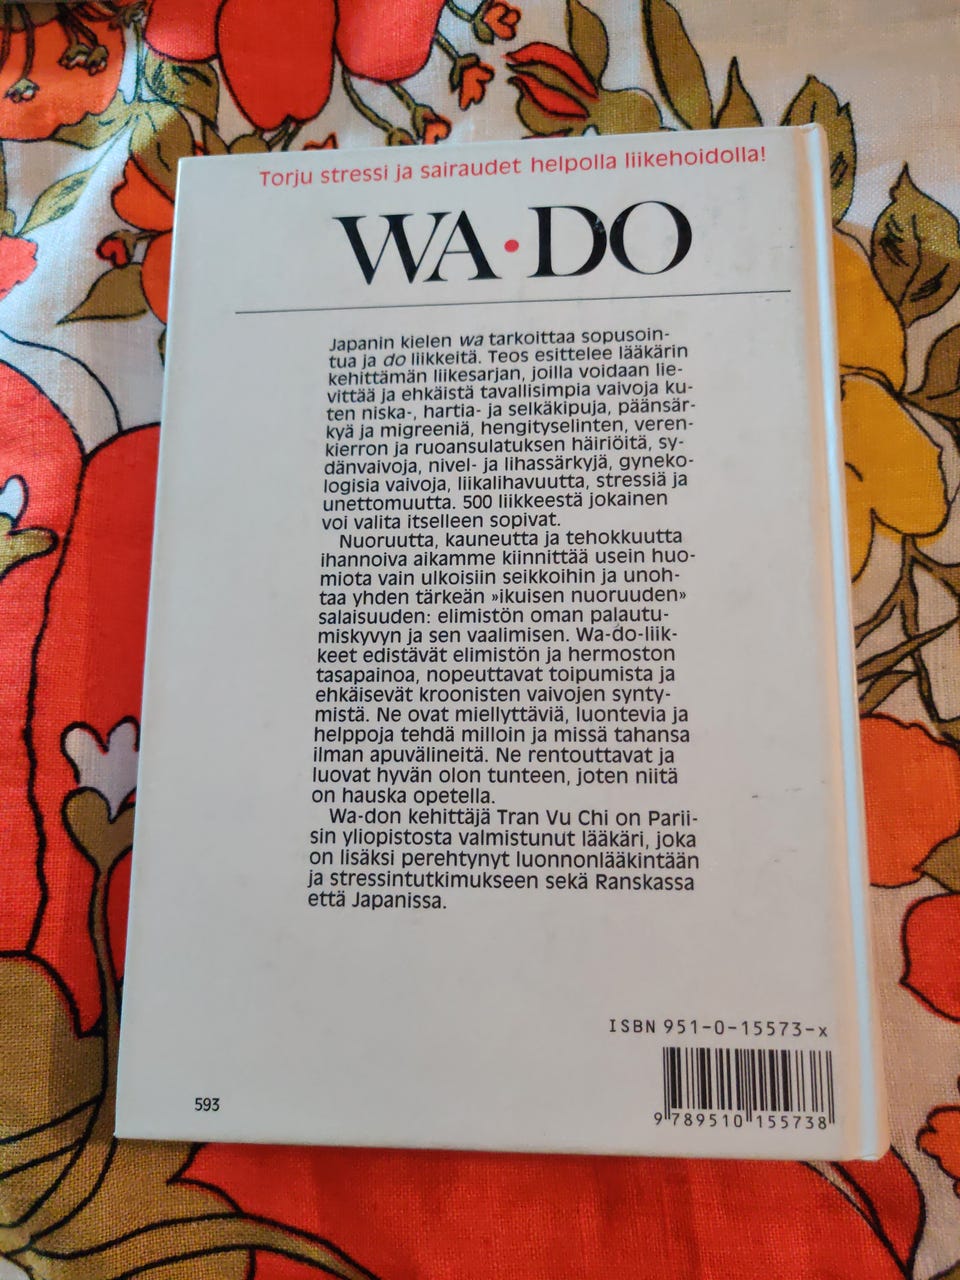 Torju stressi ja sairaudet helpolla liikehoidolla!
WA·DO
Japanin kielen wa tarkoittaa sopusoin-
tua ja do liikkeitä. Teos esittelee lääkärin
kehittämän liikesarjan, joilla voidaan lie-
vittää ja ehkäistä tavallisimpia vaivoja ku-
ten niska-, hartia- ja selkäkipuja, päänsär-
kyä ja migreeniä, hengityselinten, veren-
kierron ja ruoansulatuksen häiriöitä, sy-
dänvaivoja, nivel- ja lihassärkyjä, gyneko-
logisia vaivoja, liikalihavuutta, stressiä ja
unettomuutta. 500 liikkeestä jokainen
voi valita itselleen sopivat.
Nuoruutta, kauneutta ja tehokkuutta
ihannoiva aikamme kiinnittää usein huo-
miota vain ulkoisiin seikkoihin ja unoh-
taa yhden tärkeän »ikuisen nuoruuden»
salaisuuden: elimistön oman palautu-
miskyvyn ja sen vaalimisen. Wa-do-liik-
keet edistävät elimistön ja hermoston
tasapainoa, nopeuttavat toipumista ja
ehkäisevät kroonisten vaivojen synty-
mistä. Ne ovat miellyttäviä, luontevia ja
helppoja tehdä milloin ja missä tahansa
ilman apuvälineitä. Ne rentouttavat ja
luovat hyvän olon tunteen, joten niitä
on hauska opetella.
Wa-don kehittäjä Tran Vu Chi on Parii-
sin yliopistosta valmistunut lääkäri, joka
on lisäksi perehtynyt luonnonlääkintään
ja stressintutkimukseen sekä Ranskassa
että Japanissa.
ISBN 951-0-15573-x
593
9 789510 155738